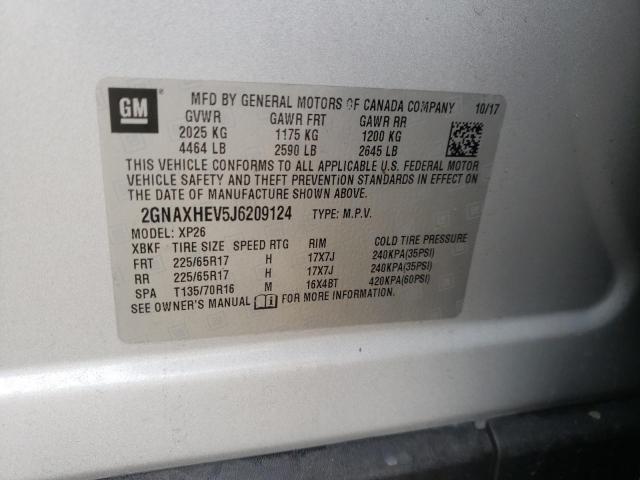 GM
MFD BY GENERAL MOTORS OF CANADA COMPANY 10/17
GVWR GAWR FRT GAWR RR
2025 KG 1175 KG 1200 KG
4464 LB 2590 LB 2645 LB
THIS VEHICLE CONFORMS TO ALL APPLICABLE U.S. FEDERAL MOTOR
VEHICLE SAFETY AND THEFT PREVENTION STANDARDS IN EFFECT ON
THE DATE OF MANUFACTURE SHOWN ABOVE.
2GNAXHEV5J6209124 TYPE: M.P.V.
MODEL: XP26
XBKF TIRE SIZE SPEED RTG RIM COLD TIRE PRESSURE
FRT 225/65R17 H 17X7J 240KPA(35PSI)
RR 225/65R17 H 17X7J 240KPA(35PSI)
SPA T135/70R16 M 16X4BT 420KPA(60PSI)
SEE OWNER'S MANUAL FOR MORE INFORMATION.